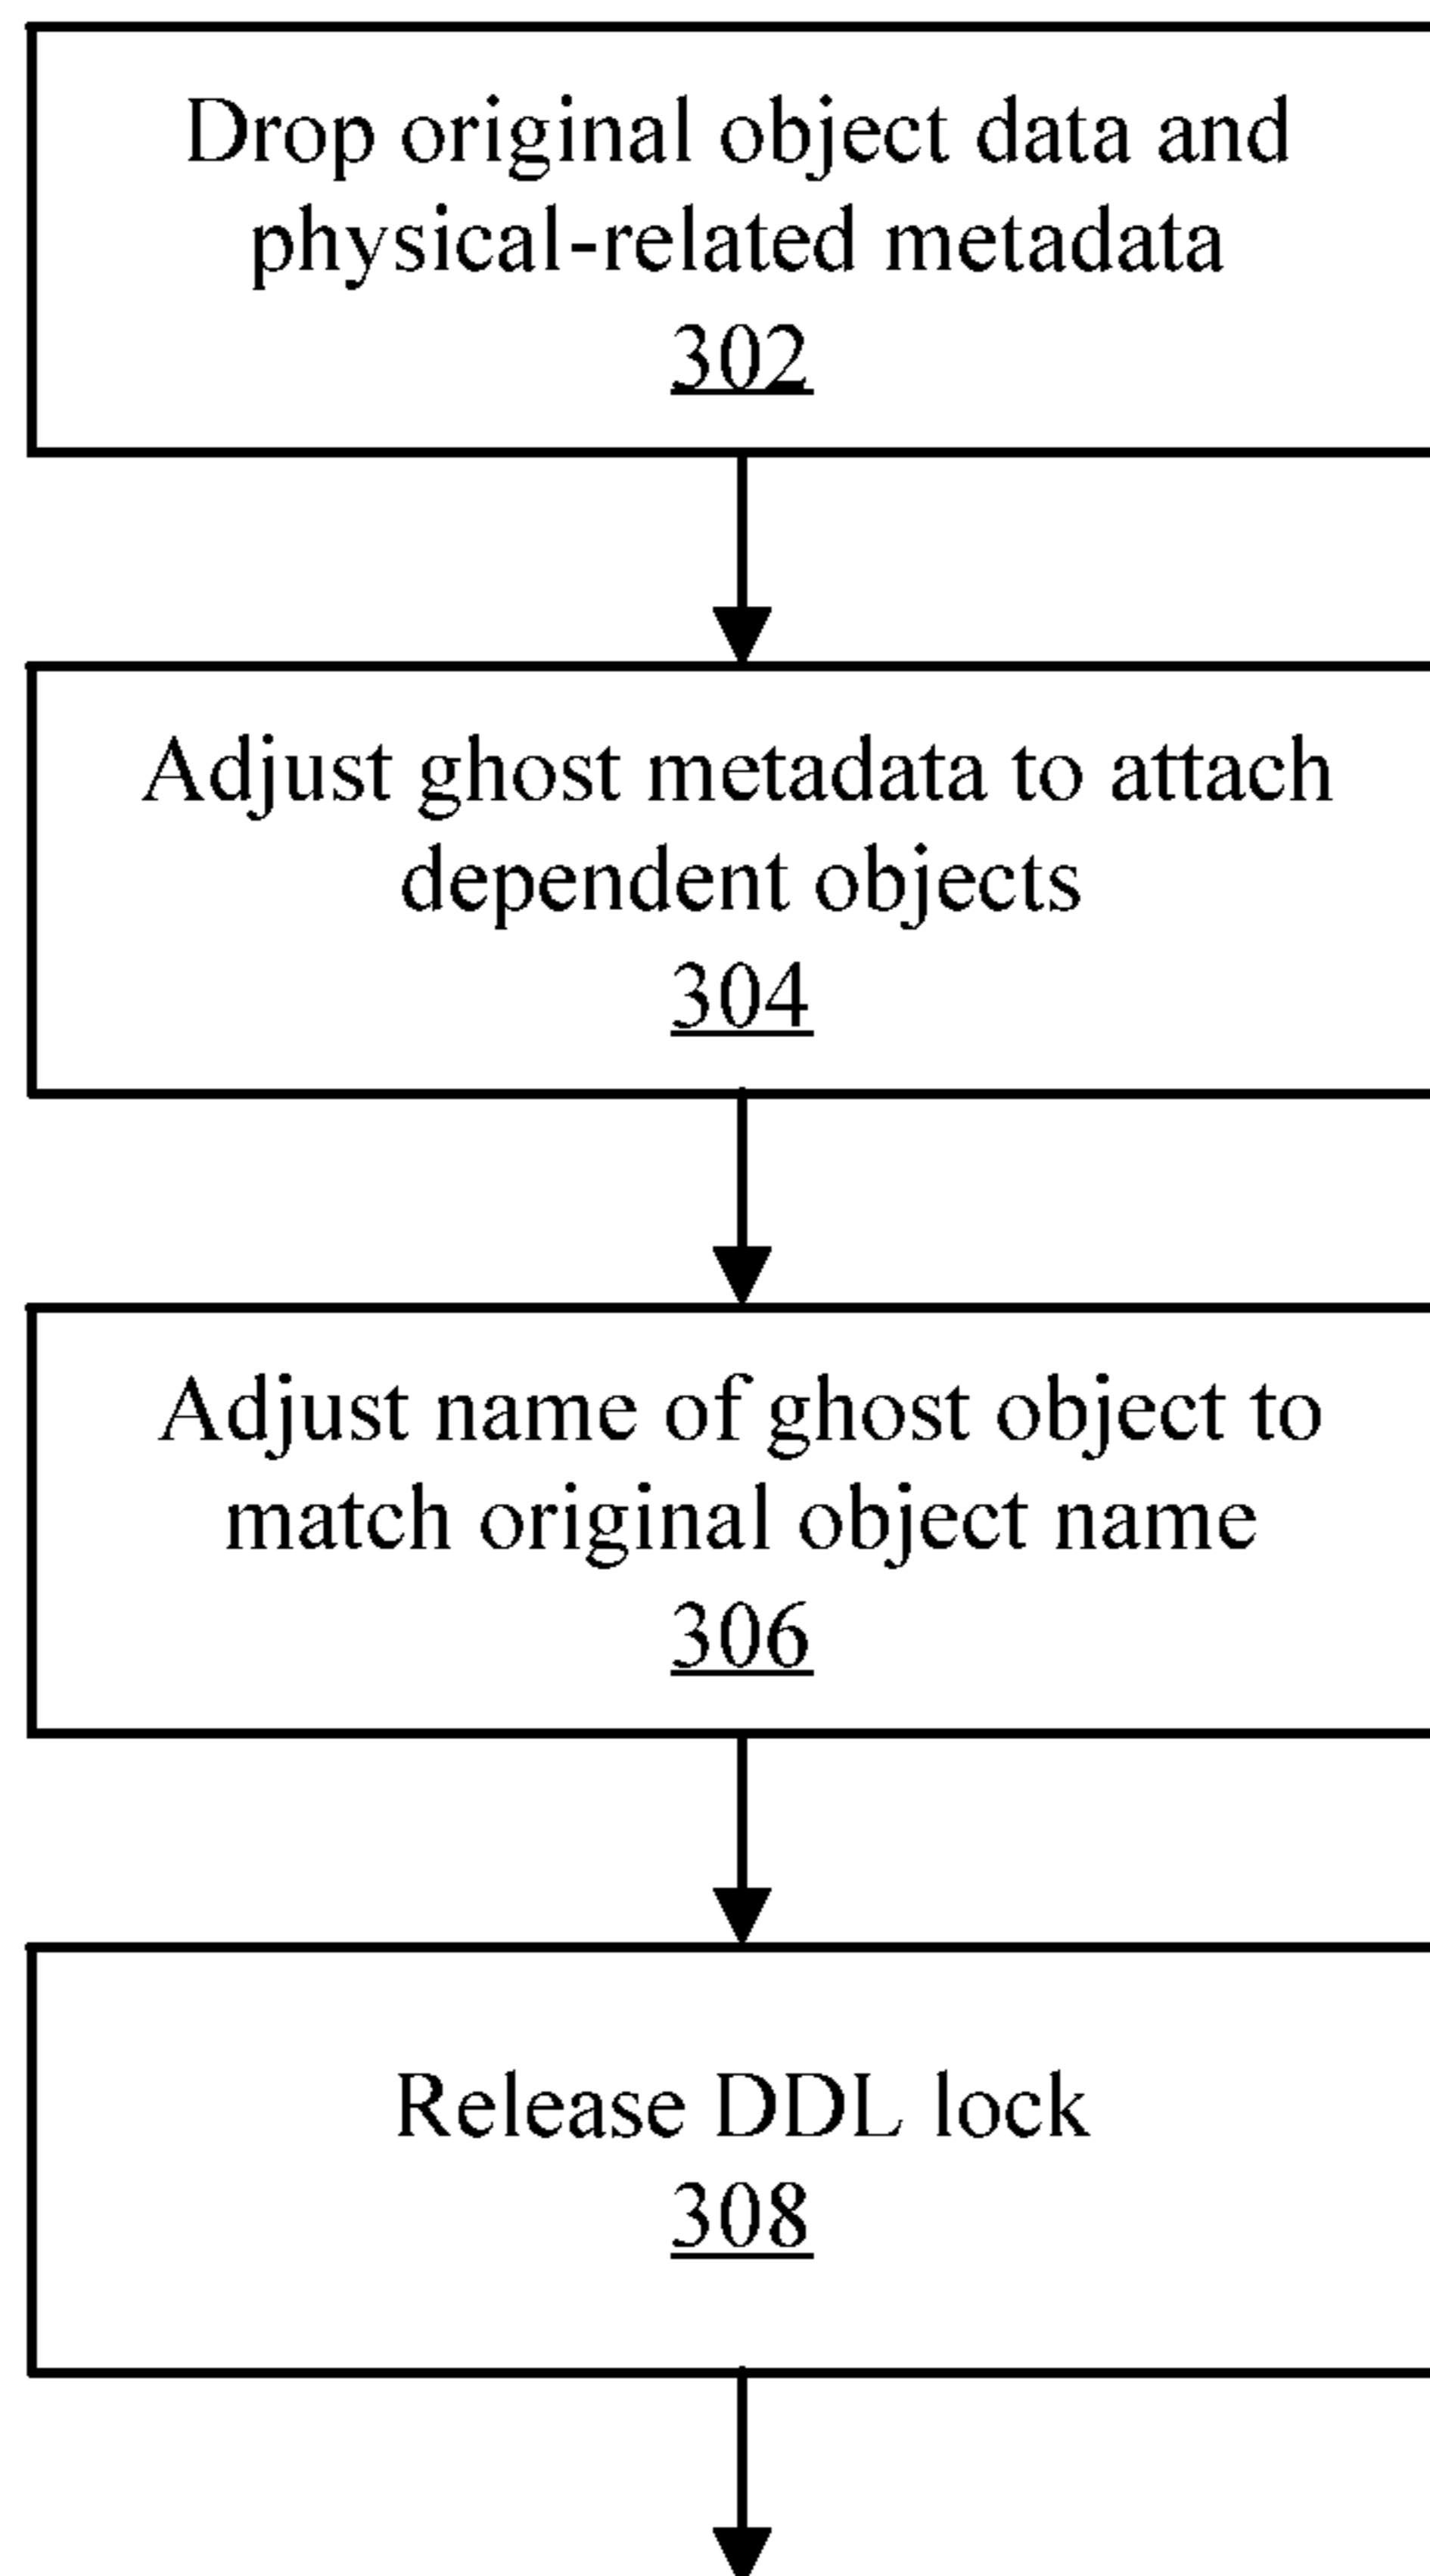 Drop original object data and
physical-related metadata
302
Adjust ghost metadata to attach
dependent objects
304
Adjust name of ghost object to
match original object name
306
Release DDL lock
308